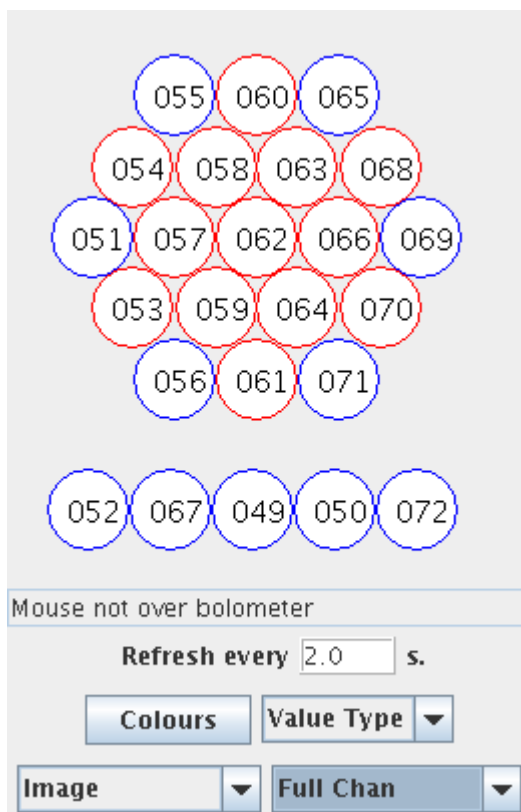 055 060 065
054 058 063 068
051 057 062 066 069
053 059 064 070
056 061 071
052 067 049 050 072
Mouse not over bolometer
Refresh every 2.0 s.
Colours Value Type
Image Full Chan